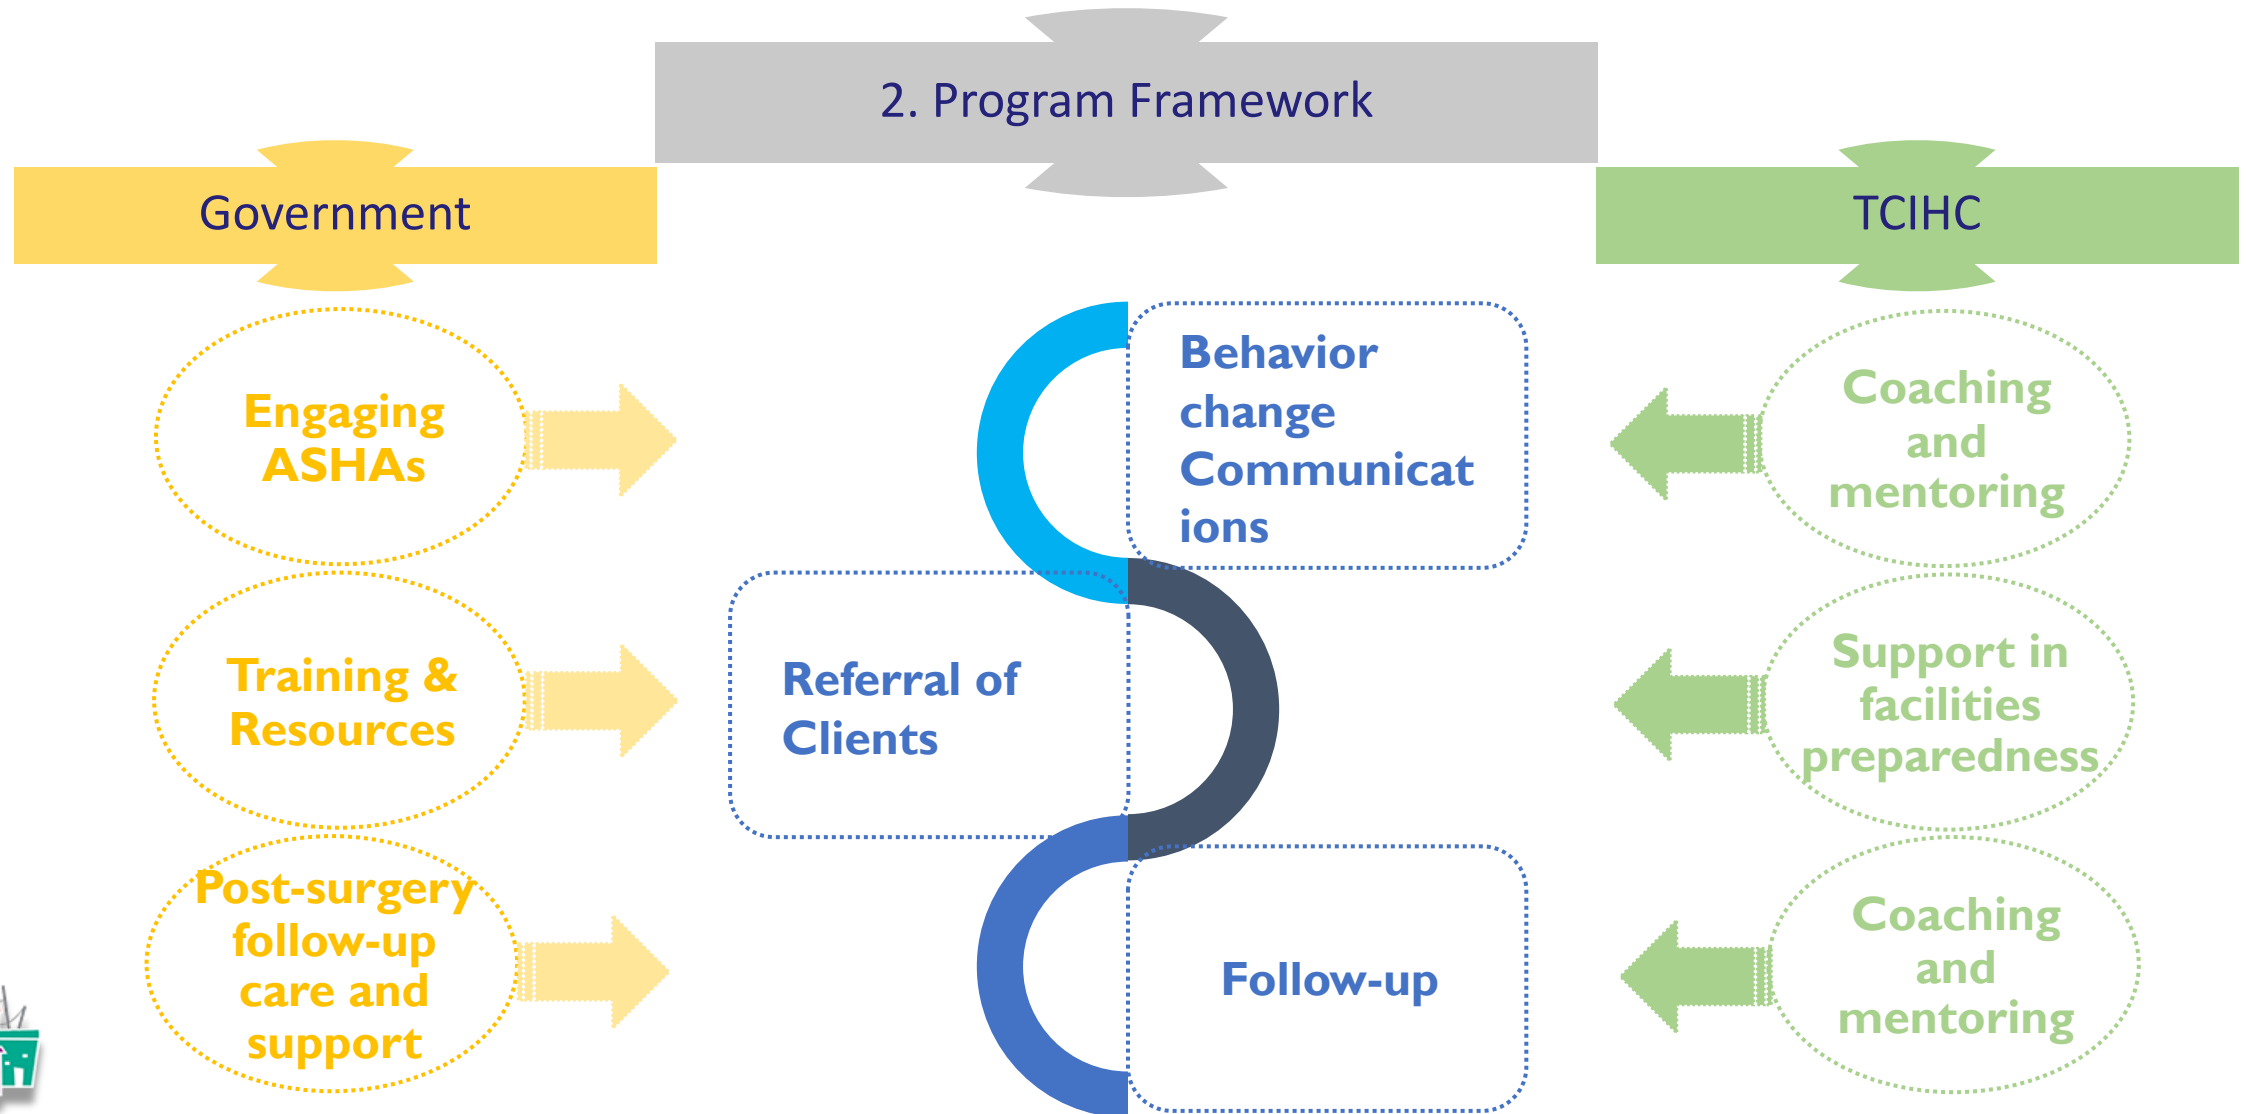 2. Program Framework
Government
TCIHC
Engaging
ASHAs
Behavior
change
Communicat
ions
Coaching
and
mentoring
Training &
Resources
Referral of
Clients
Support in
facilities
preparedness
Post-surgery
follow-up
care and
support
Follow-up
Coaching
and
mentoring